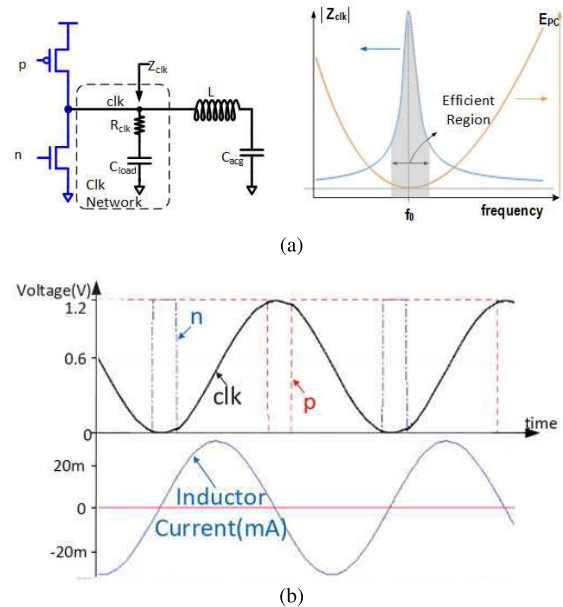 p
n
clk
Z_clk
L
R_clk
C_load
C_acg
Clk
Network
|Z_clk|
E_PC
Efficient
Region
f_0
frequency
(a)
Voltage(V)
1.2
n
0.6
clk
p
time
0
20m
Inductor
0
Current(mA)
-20m
(b)